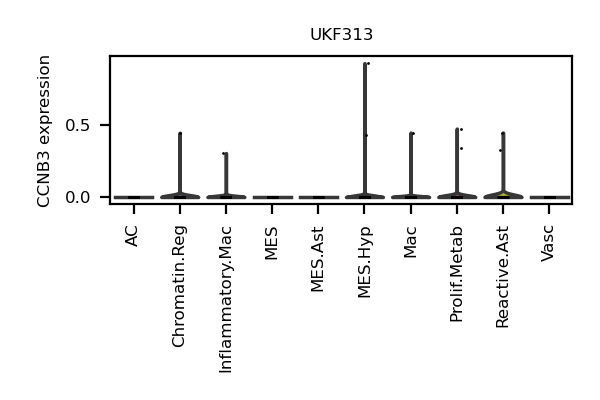 UKF313
CCNB3 expression
0.5
0.0
AC
Chromatin.Reg
Inflammatory.Mac
MES
MES.Ast
MES.Hyp
Mac
Prolif.Metab
Reactive.Ast
Vasc